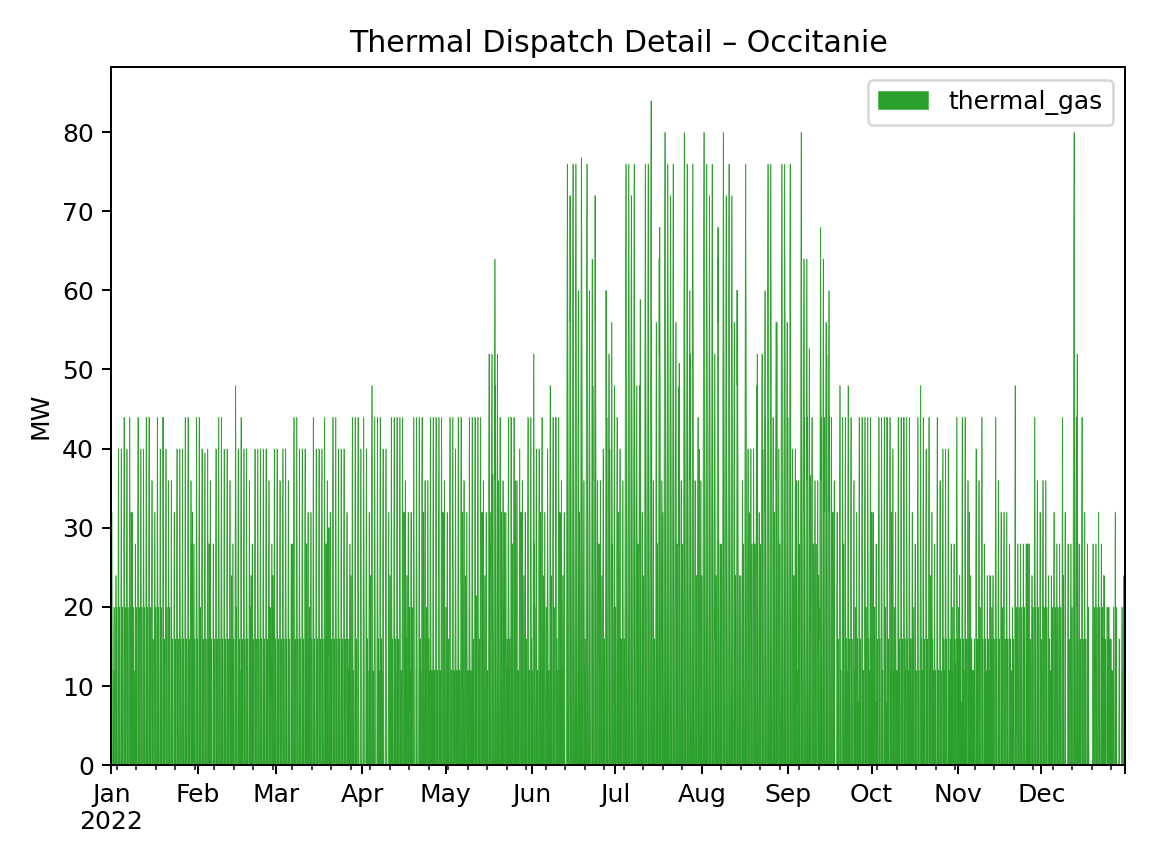 Thermal Dispatch Detail – Occitanie
thermal_gas
MW
80
70
60
50
40
30
20
10
0
Jan Feb Mar Apr May Jun Jul Aug Sep Oct Nov Dec
2022